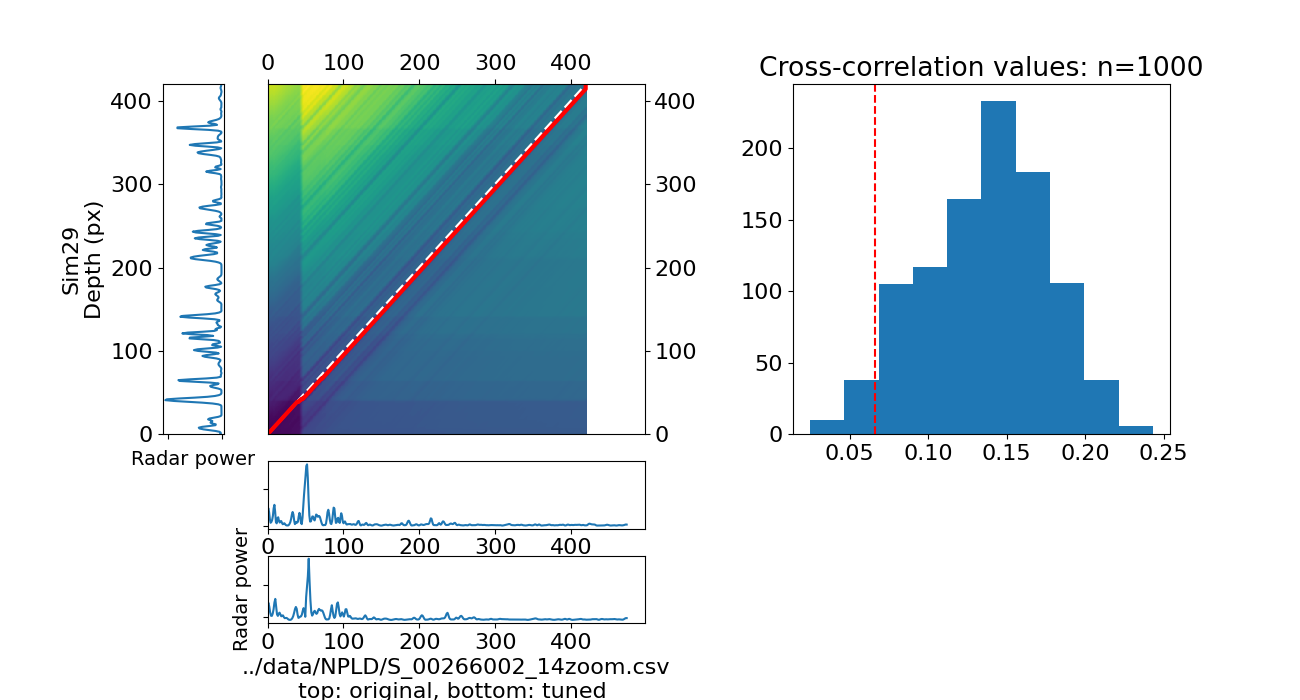 Cross-correlation values: n=1000
0 100 200 300 400
400
300
200
100
0
Sim29
Depth (px)
Radar power
400
300
200
100
0
200
150
100
50
0
0.05 0.10 0.15 0.20 0.25
0 100 200 300 400
Radar power
0 100 200 300 400
../data/NPLD/S_00266002_14zoom.csv
top: original, bottom: tuned